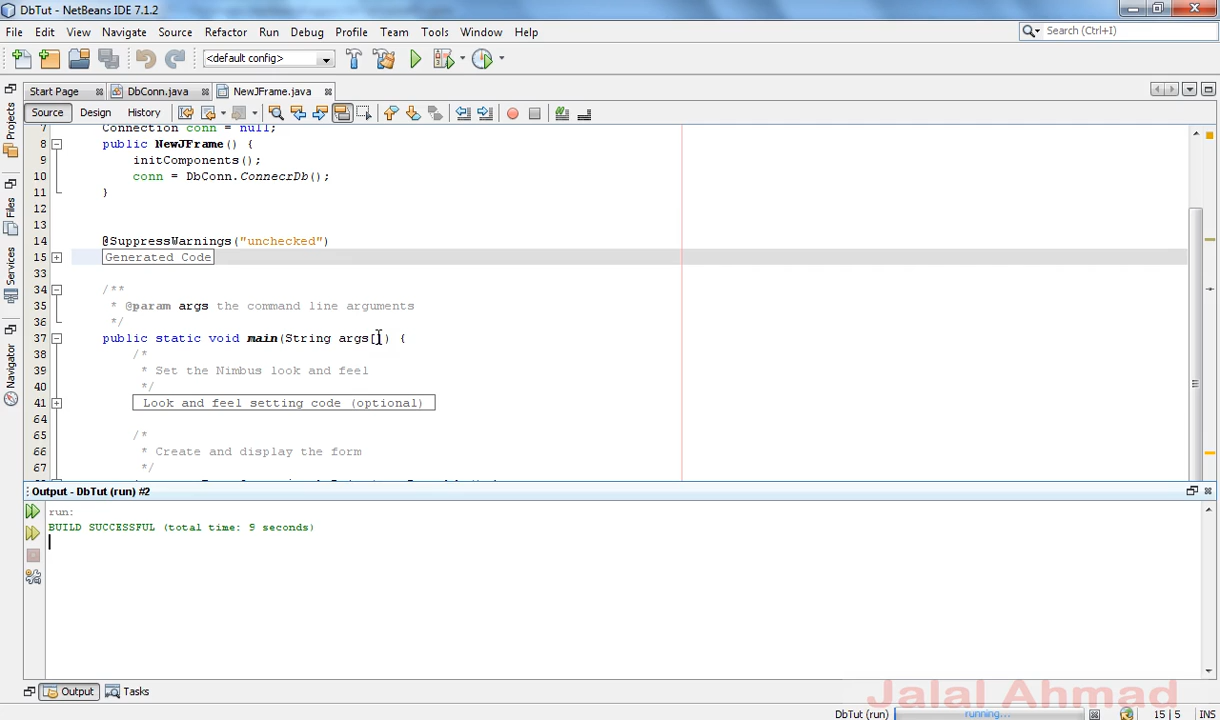 DbTut - NetBeans IDE 7.1.2
File Edit View Navigate Source Refactor Run Debug Profile Team Tools Window Help
Search (Ctrl+I)
<default config>
Start Page DbConn.java NewJFrame.java
Source Design History
Projects
Files
Services
Navigator
7 Connection conn = null;
8 public NewJFrame() {
9 initComponents();
10 conn = DbConn.ConnecrDb();
11 }
12
13
14 @SuppressWarnings("unchecked")
15 Generated Code
33
34 /**
35 * @param args the command line arguments
36 */
37 public static void main(String args[]) {
38 /*
39 * Set the Nimbus look and feel
40 */
41 Look and feel setting code (optional)
64
65 /*
66 * Create and display the form
67 */
Output - DbTut (run) #2
run:
BUILD SUCCESSFUL (total time: 9 seconds)
Output Tasks
Jalal Ahmad
DbTut (run) running... 15 | 5 INS